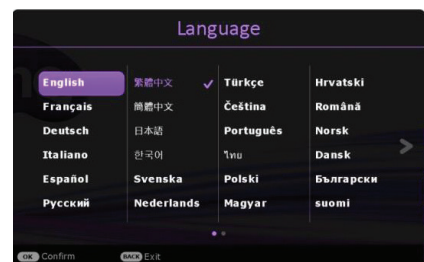 Language
English
繁體中文
Türkçe
Hrvatski
Français
簡體中文
Čeština
Română
Deutsch
日本語
Português
Norsk
Italiano
한국어
ไทย
Dansk
Español
Svenska
Polski
Български
Русский
Nederlands
Magyar
suomi
OK Confirm
BACK Exit